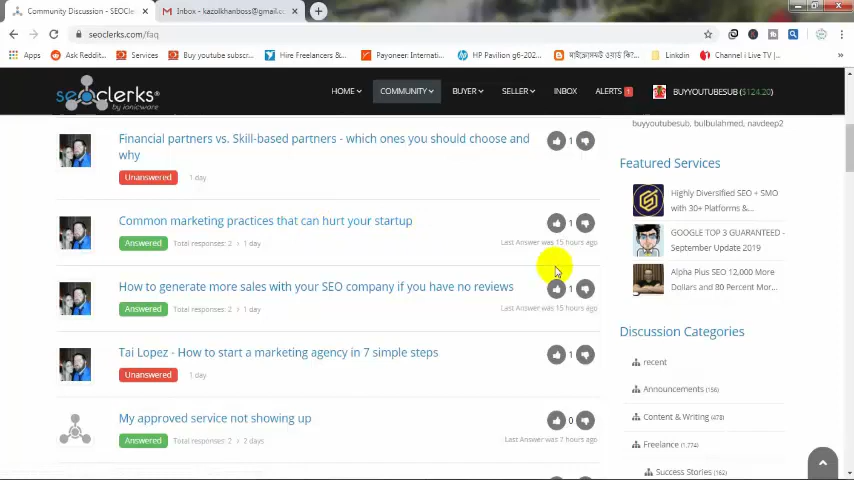 Community Discussion - SEOCle
Inbox - kazolkhanboss@gmail.co
seoclerks.com/faq
Apps
Ask Reddit...
Services
Buy youtube subscr...
Hire Freelancers &...
Payoneer: Internati...
HP Pavilion g6-202...
Linkdin
Channel i Live TV |...
seoclerks
by ionicware
HOME
COMMUNITY
BUYER
SELLER
INBOX
ALERTS 1
BUYYOUTUBESUB ($124.20)
buyyoutubesub, bulbulahmed, navdeep2
Financial partners vs. Skill-based partners - which ones you should choose and
why
1
Unanswered 1 day
Common marketing practices that can hurt your startup
1
Answered Total responses: 2 1 day
Last Answer was 15 hours ago
How to generate more sales with your SEO company if you have no reviews
1
Answered Total responses: 2 1 day
Last Answer was 15 hours ago
Tai Lopez - How to start a marketing agency in 7 simple steps
1
Unanswered 1 day
My approved service not showing up
0
Answered Total responses: 2 2 days
Last Answer was 7 hours ago
Featured Services
Highly Diversified SEO + SMO
with 30+ Platforms &...
GOOGLE TOP 3 GUARANTEED -
September Update 2019
Alpha Plus SEO 12,000 More
Dollars and 80 Percent Mor...
Discussion Categories
recent
Announcements (156)
Content & Writing (478)
Freelance (1,774)
Success Stories (162)